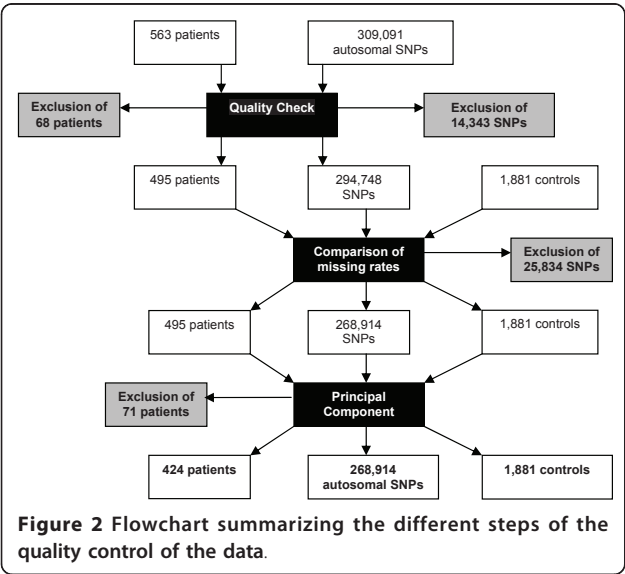 563 patients
309,091
autosomal SNPs
Exclusion of
68 patients
Quality Check
Exclusion of
14,343 SNPs
495 patients
294,748
SNPs
1,881 controls
Comparison of
missing rates
Exclusion of
25,834 SNPs
495 patients
268,914
SNPs
1,881 controls
Exclusion of
71 patients
Principal
Component
424 patients
268,914
autosomal SNPs
1,881 controls
Figure 2 Flowchart summarizing the different steps of the
quality control of the data.